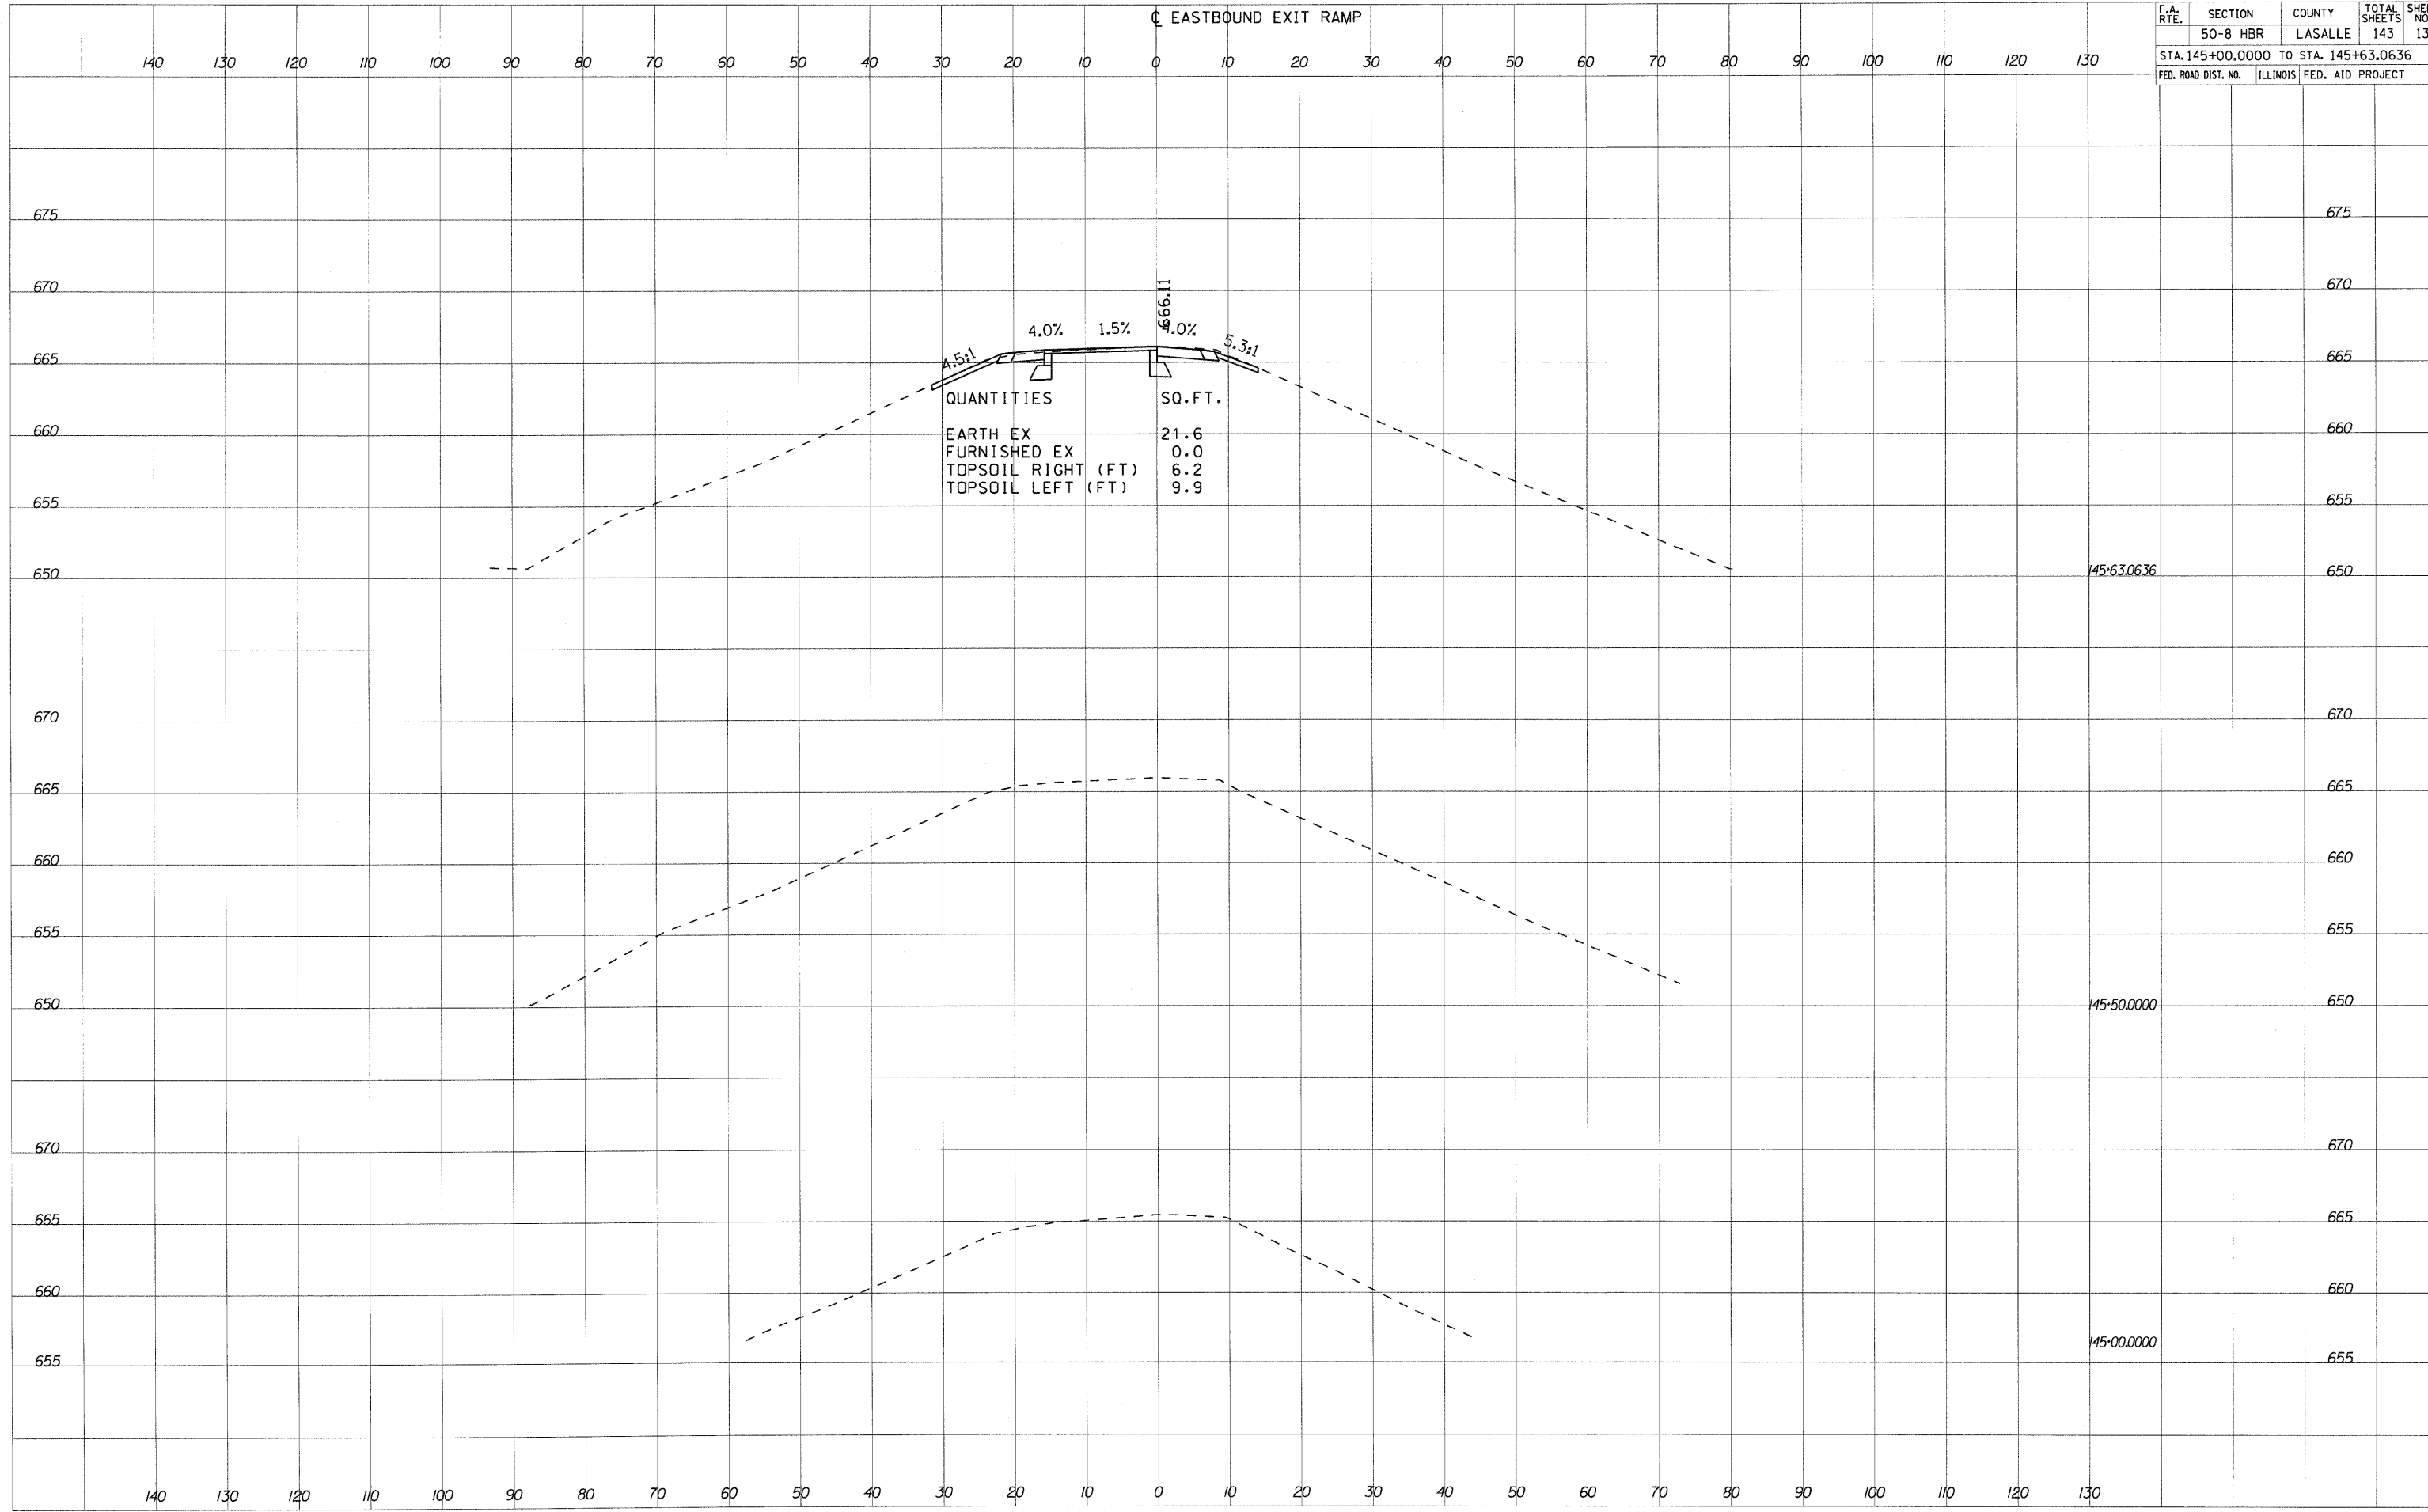 ℄ EASTBOUND EXIT RAMP
F.A. RTE. SECTION COUNTY TOTAL SHEETS
50-8 HBR LASALLE 143
STA. 145+00.0000 TO STA. 145+63.0636
FED. ROAD DIST. NO. ILLINOIS FED. AID PROJECT
140 130 120 110 100 90 80 70 60 50 40 30 20 10 0 10 20 30 40 50 60 70 80 90 100 110 120 130
675 675
670 670
666.11
4.0% 1.5% 4.0%
4.5:1 5.3:1
665 665
QUANTITIES SQ.FT.
660 660
EARTH EX 21.6
FURNISHED EX 0.0
TOPSOIL RIGHT (FT) 6.2
TOPSOIL LEFT (FT) 9.9
655 655
650 145+63.0636 650
670 670
665 665
660 660
655 655
650 145+50.0000 650
670 670
665 665
660 660
145+00.0000
655 655
140 130 120 110 100 90 80 70 60 50 40 30 20 10 0 10 20 30 40 50 60 70 80 90 100 110 120 130